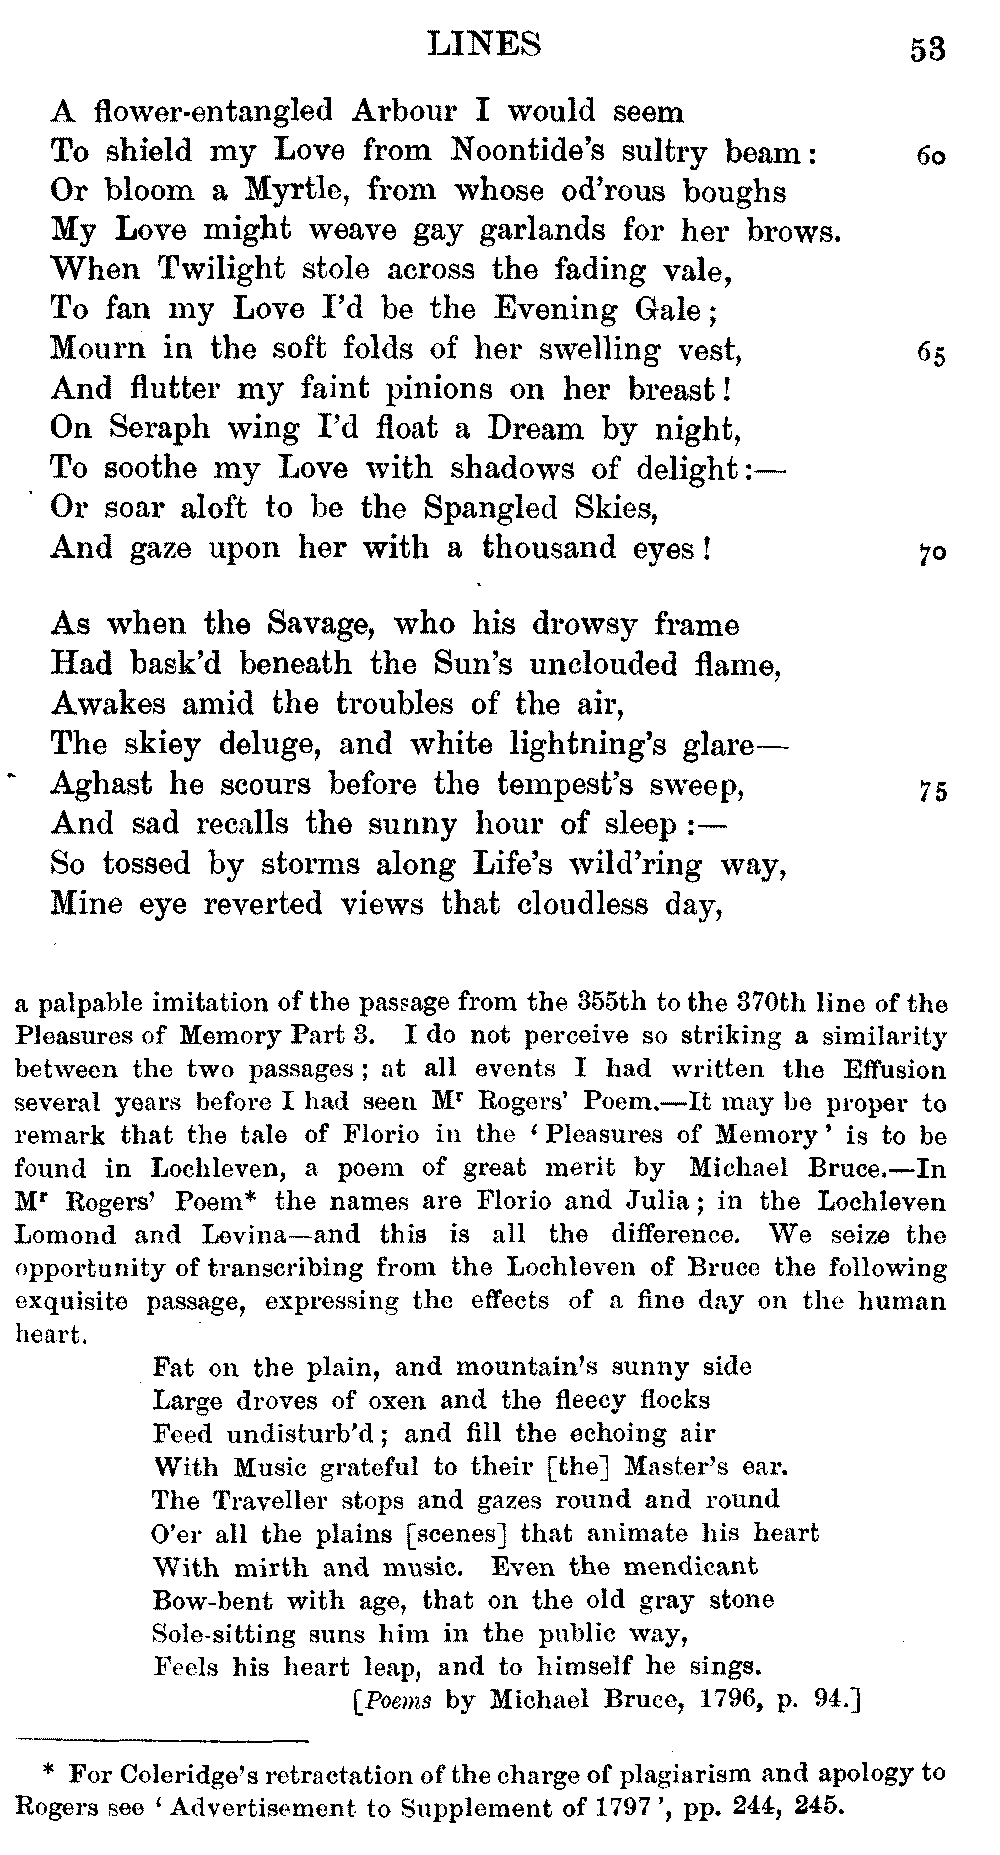 LINES 53
A flower-entangled Arbour I would seem
To shield my Love from Noontide's sultry beam: 60
Or bloom a Myrtle, from whose od'rous boughs
My Love might weave gay garlands for her brows.
When Twilight stole across the fading vale,
To fan my Love I'd be the Evening Gale;
Mourn in the soft folds of her swelling vest, 65
And flutter my faint pinions on her breast!
On Seraph wing I'd float a Dream by night,
To soothe my Love with shadows of delight:—
Or soar aloft to be the Spangled Skies,
And gaze upon her with a thousand eyes! 70
As when the Savage, who his drowsy frame
Had bask'd beneath the Sun's unclouded flame,
Awakes amid the troubles of the air,
The skiey deluge, and white lightning's glare—
Aghast he scours before the tempest's sweep, 75
And sad recalls the sunny hour of sleep:—
So tossed by storms along Life's wild'ring way,
Mine eye reverted views that cloudless day,
a palpable imitation of the passage from the 355th to the 370th line of the
Pleasures of Memory Part 3. I do not perceive so striking a similarity
between the two passages; at all events I had written the Effusion
several years before I had seen Mr Rogers' Poem.—It may be proper to
remark that the tale of Florio in the 'Pleasures of Memory' is to be
found in Lochleven, a poem of great merit by Michael Bruce.—In
Mr Rogers' Poem* the names are Florio and Julia; in the Lochleven
Lomond and Levina—and this is all the difference. We seize the
opportunity of transcribing from the Lochleven of Bruce the following
exquisite passage, expressing the effects of a fine day on the human
heart.
Fat on the plain, and mountain's sunny side
Large droves of oxen and the fleecy flocks
Feed undisturb'd; and fill the echoing air
With Music grateful to their [the] Master's ear.
The Traveller stops and gazes round and round
O'er all the plains [scenes] that animate his heart
With mirth and music. Even the mendicant
Bow-bent with age, that on the old gray stone
Sole-sitting suns him in the public way,
Feels his heart leap, and to himself he sings.
[Poems by Michael Bruce, 1796, p. 94.]
* For Coleridge's retractation of the charge of plagiarism and apology to
Rogers see 'Advertisement to Supplement of 1797', pp. 244, 245.